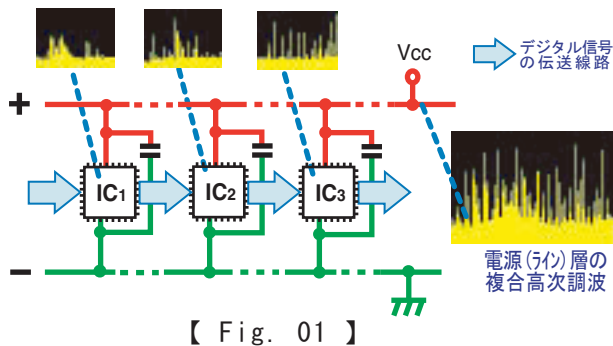 Vcc
デジタル信号
の伝送線路
+
IC1
IC2
IC3
−
電源(ﾗｲﾝ)層の
複合高次調波
【 Fig. 01 】